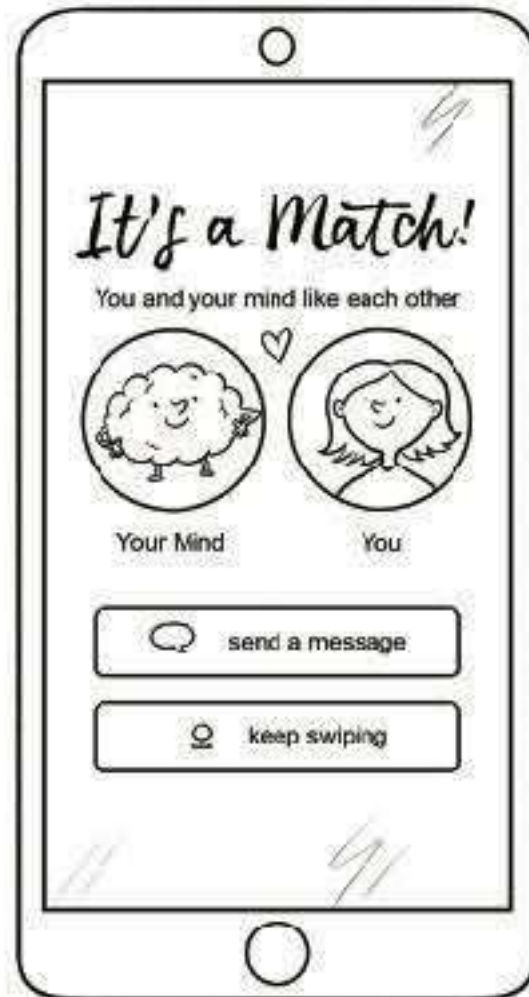 It's a Match!
You and your mind like each other
Your Mind
You
send a message
keep swiping